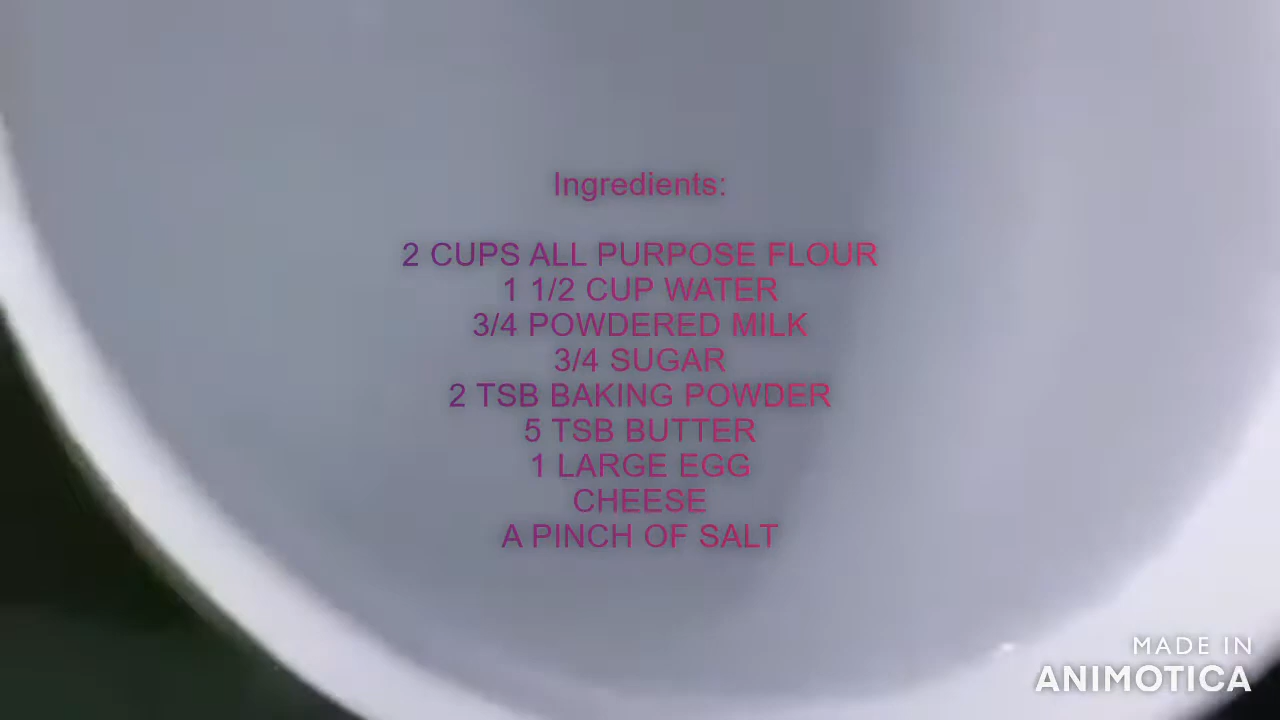 Ingredients:
2 CUPS ALL PURPOSE FLOUR
1 1/2 CUP WATER
3/4 POWDERED MILK
3/4 SUGAR
2 TSB BAKING POWDER
5 TSB BUTTER
1 LARGE EGG
CHEESE
A PINCH OF SALT
MADE IN
ANIMOTICA